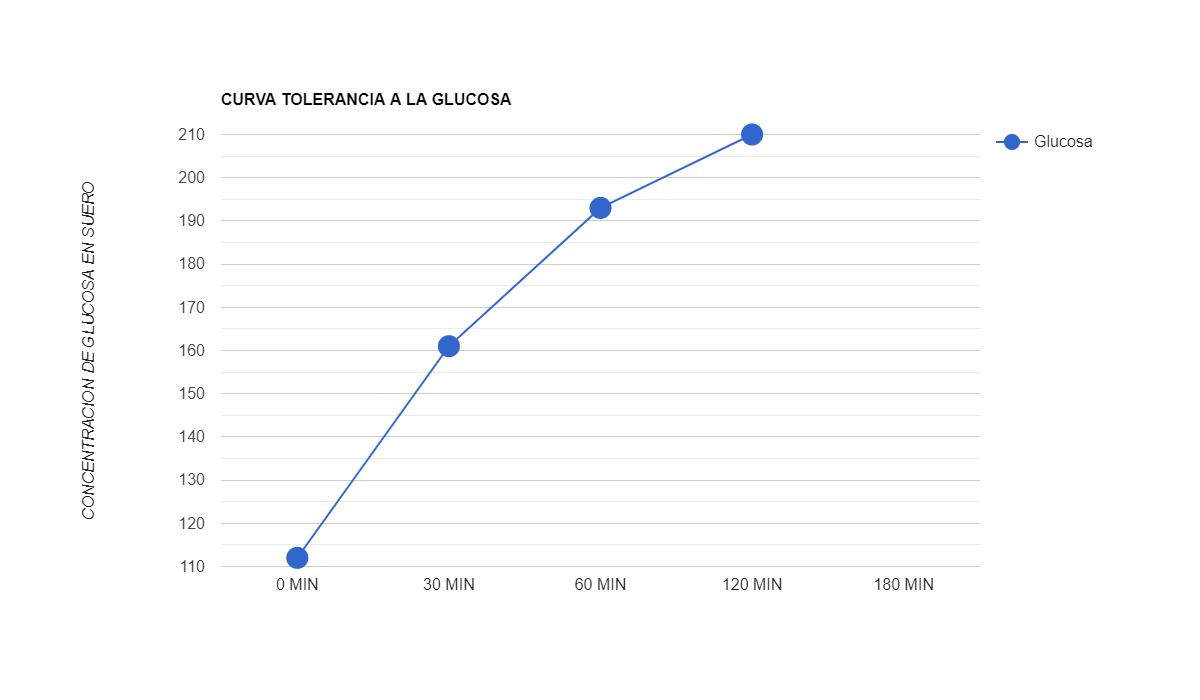 CURVA TOLERANCIA A LA GLUCOSA
210
200
190
180
170
160
150
140
130
120
110
CONCENTRACION DE GLUCOSA EN SUERO
0 MIN
30 MIN
60 MIN
120 MIN
180 MIN
Glucosa